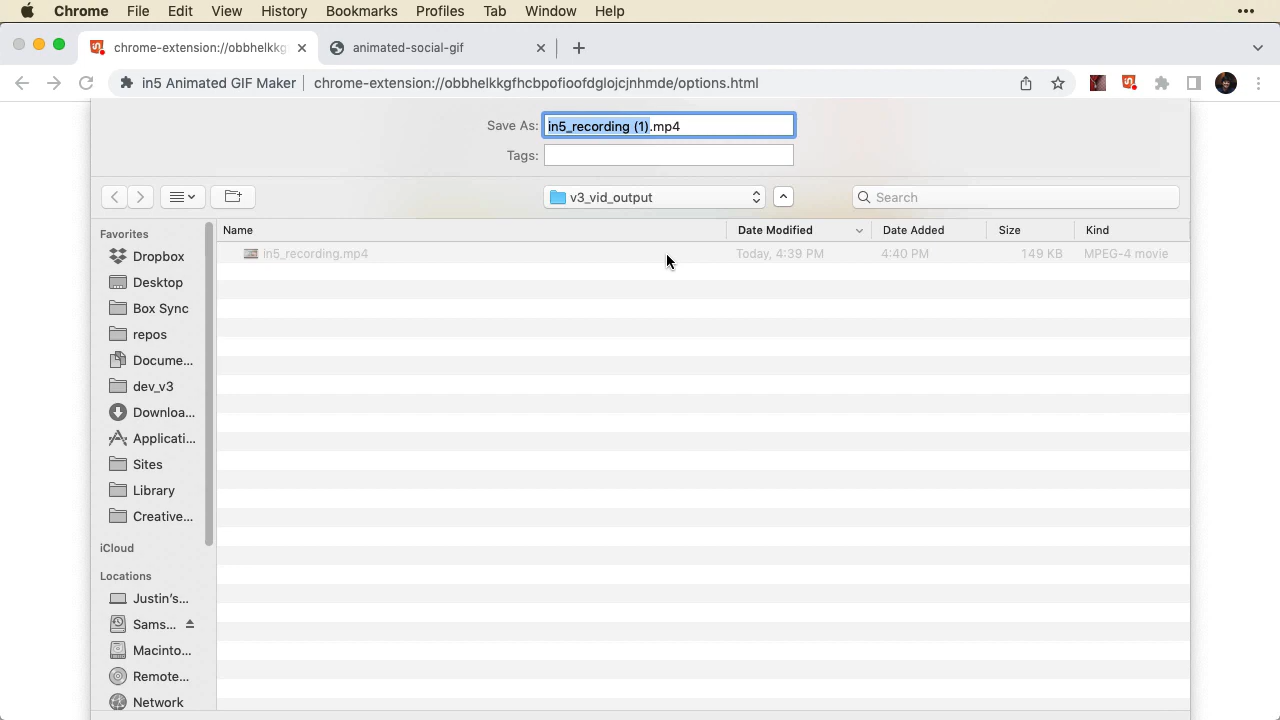 Chrome File Edit View History Bookmarks Profiles Tab Window Help
chrome-extension://obbhelkkg
animated-social-gif
in5 Animated GIF Maker chrome-extension://obbhelkkgfhcbpofioofdglojcjnhmde/options.html
Save As: in5_recording (1).mp4
Tags:
v3_vid_output
Search
Favorites
Dropbox
Desktop
Box Sync
repos
Docume...
dev_v3
Downloa...
Applicati...
Sites
Library
Creative...
iCloud
Locations
Justin's...
Sams...
Macinto...
Remote...
Network
Name Date Modified Date Added Size Kind
in5_recording.mp4 Today, 4:39 PM 4:40 PM 149 KB MPEG-4 movie